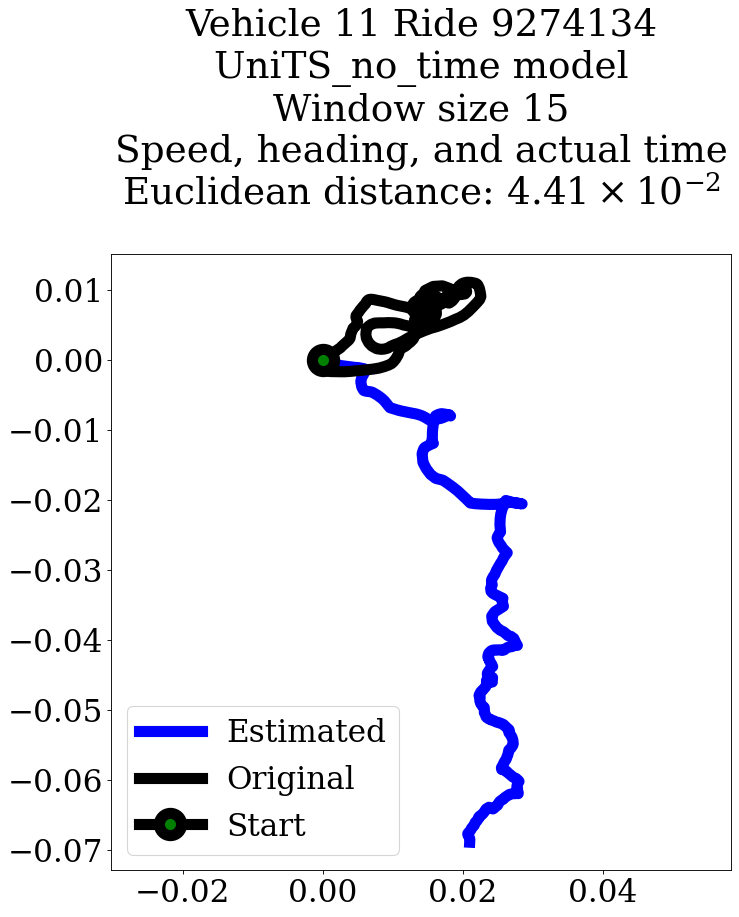 Vehicle 11 Ride 9274134
UniTS_no_time model
Window size 15
Speed, heading, and actual time
Euclidean distance: 4.41 × 10⁻²
0.01
0.00
−0.01
−0.02
−0.03
−0.04
−0.05
−0.06
−0.07
Estimated
Original
Start
−0.02 0.00 0.02 0.04